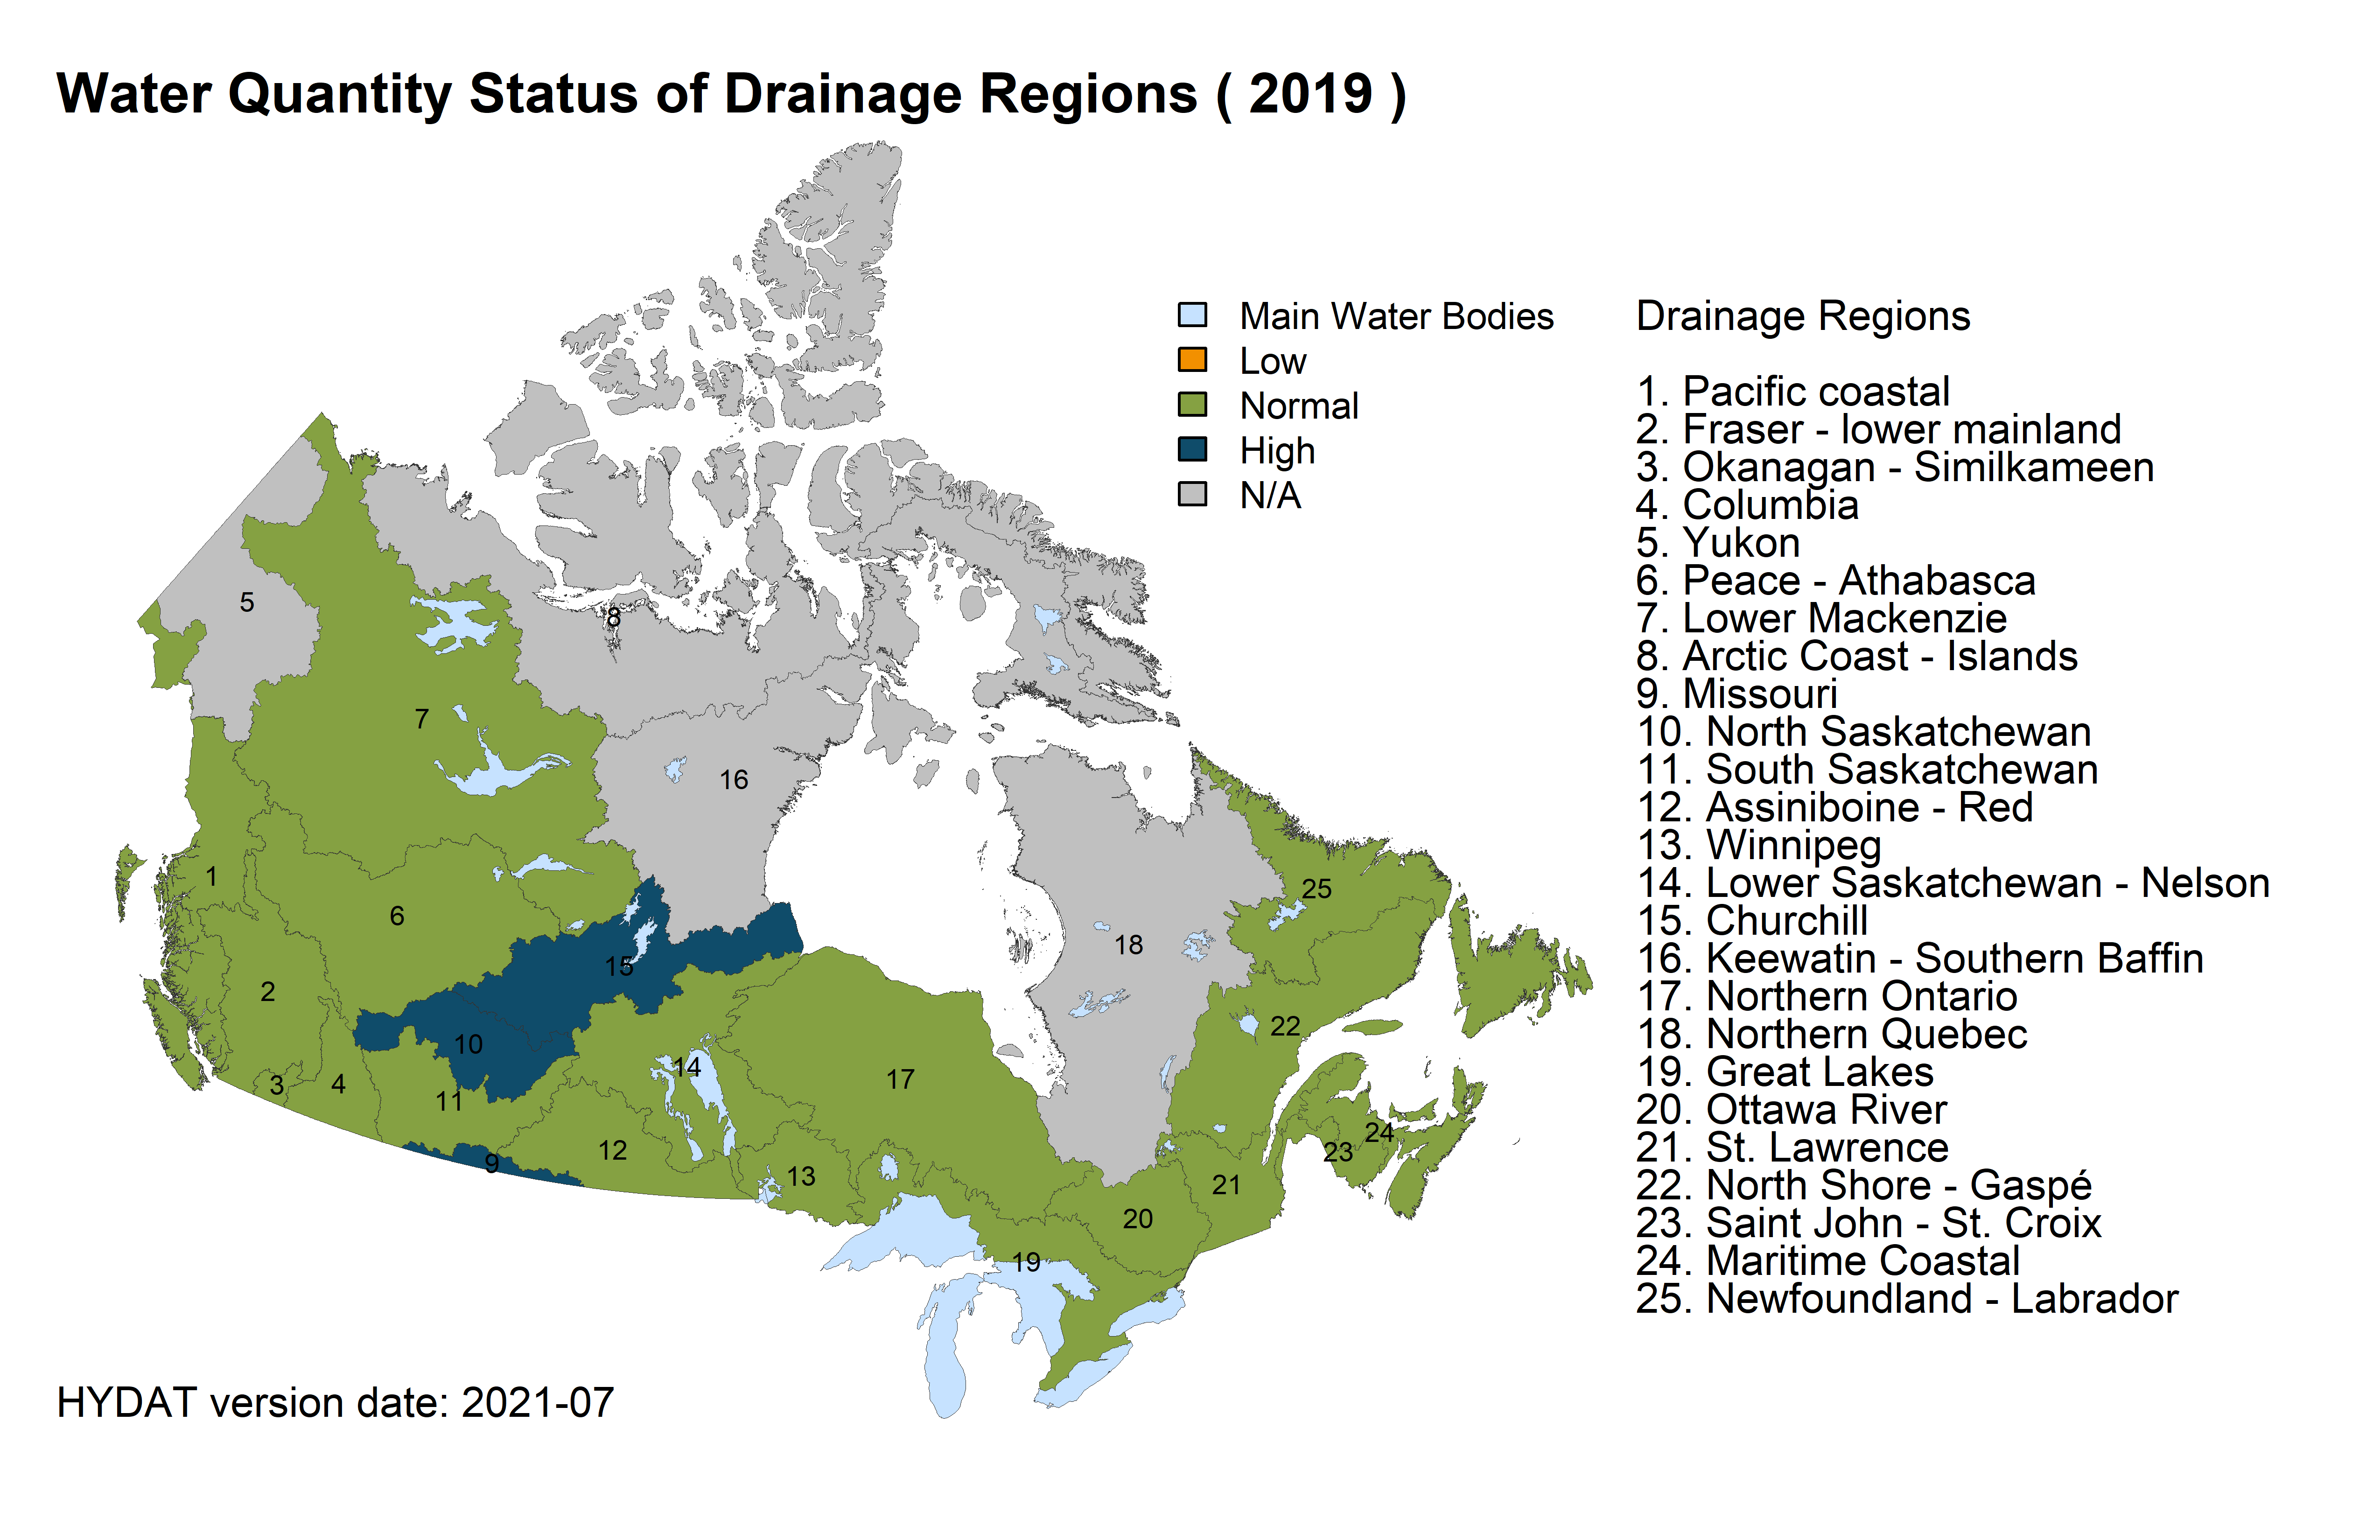 Water Quantity Status of Drainage Regions ( 2019 )
Main Water Bodies
Low
Normal
High
N/A
Drainage Regions
1. Pacific coastal
2. Fraser - lower mainland
3. Okanagan - Similkameen
4. Columbia
5. Yukon
6. Peace - Athabasca
7. Lower Mackenzie
8. Arctic Coast - Islands
9. Missouri
10. North Saskatchewan
11. South Saskatchewan
12. Assiniboine - Red
13. Winnipeg
14. Lower Saskatchewan - Nelson
15. Churchill
16. Keewatin - Southern Baffin
17. Northern Ontario
18. Northern Quebec
19. Great Lakes
20. Ottawa River
21. St. Lawrence
22. North Shore - Gaspé
23. Saint John - St. Croix
24. Maritime Coastal
25. Newfoundland - Labrador
5
8
7
16
1
6
25
18
15
2
10
22
14
3
4
17
11
12
9
13
24
23
21
20
19
HYDAT version date: 2021-07